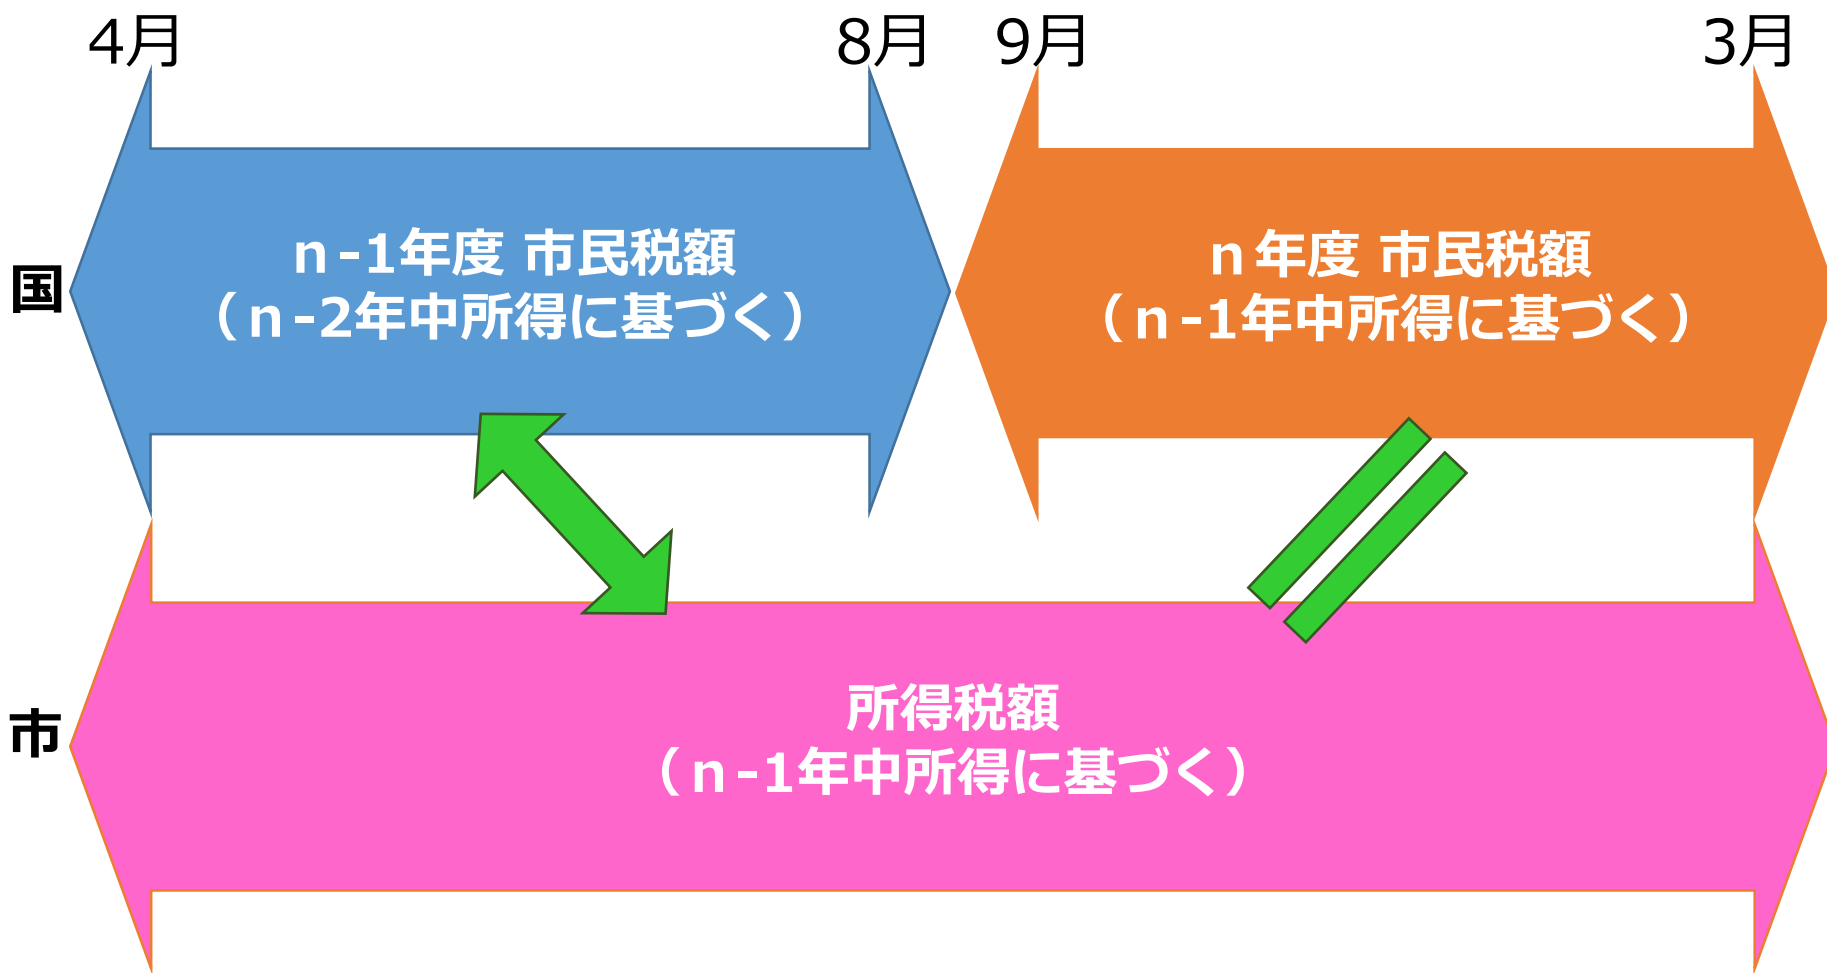 4月 8月 9月 3月
国
n-1年度 市民税額
（n-2年中所得に基づく）
n年度 市民税額
（n-1年中所得に基づく）
市
所得税額
（n-1年中所得に基づく）